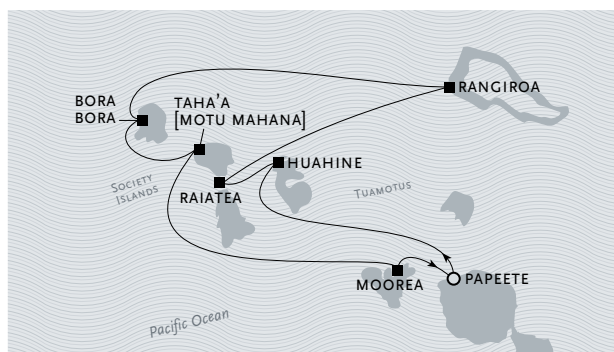 RANGIROA
BORA
BORA
TAHA'A
[MOTU MAHANA]
HUAHINE
SOCIETY
ISLANDS
RAIATEA
TUAMOTUS
MOOREA
PAPEETE
Pacific Ocean